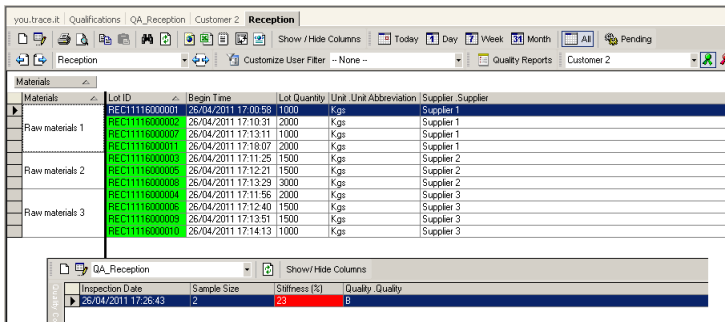 you.trace.it Qualifications QA_Reception Customer 2 Reception
Show / Hide Columns Today 1 Day 7 Week 31 Month All Pending
Reception Customize User Filter -- None -- Quality Reports Customer 2
Materials
Materials Lot ID Begin Time Lot Quantity Unit .Unit Abbreviation Supplier .Supplier
Raw materials 1
REC11116000001 26/04/2011 17:00:58 1000 Kgs Supplier 1
REC11116000002 26/04/2011 17:10:31 2000 Kgs Supplier 1
REC11116000007 26/04/2011 17:13:11 1000 Kgs Supplier 1
REC11116000011 26/04/2011 17:18:07 2000 Kgs Supplier 1
Raw materials 2
REC11116000003 26/04/2011 17:11:25 1500 Kgs Supplier 2
REC11116000005 26/04/2011 17:12:21 1500 Kgs Supplier 2
REC11116000008 26/04/2011 17:13:29 3000 Kgs Supplier 2
Raw materials 3
REC11116000004 26/04/2011 17:11:56 2000 Kgs Supplier 3
REC11116000006 26/04/2011 17:12:40 1500 Kgs Supplier 3
REC11116000009 26/04/2011 17:13:51 1500 Kgs Supplier 3
REC11116000010 26/04/2011 17:14:13 1000 Kgs Supplier 3
QA_Reception Show / Hide Columns
Inspection Date Sample Size Stiffness (%) Quality .Quality
26/04/2011 17:26:43 2 23 B